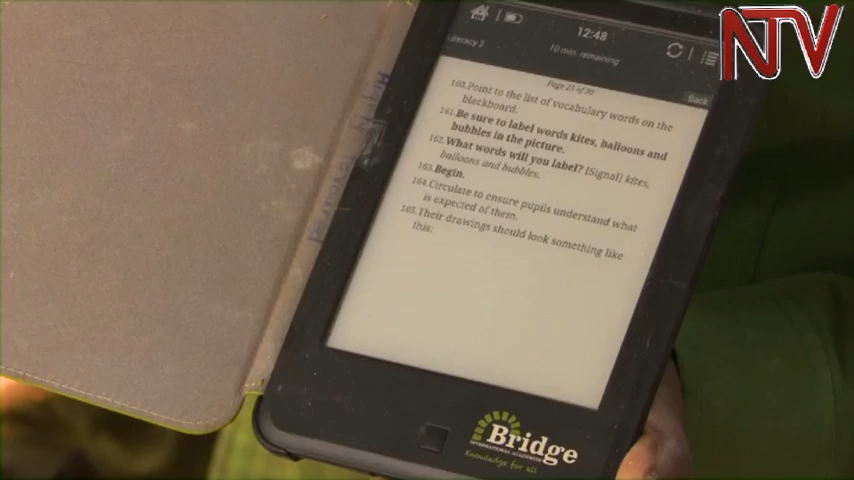 NTV
12:48
Literacy 2
10 min. remaining
Page 25 of 30
Back
160.Point to the list of vocabulary words on the
blackboard.
161.Be sure to label words kites, balloons and
bubbles in the picture.
162.What words will you label? [Signal] kites,
balloons and bubbles.
163.Begin.
164.Circulate to ensure pupils understand what
is expected of them.
165.Their drawings should look something like
this:
Bridge
INTERNATIONAL ACADEMIES
Knowledge for all